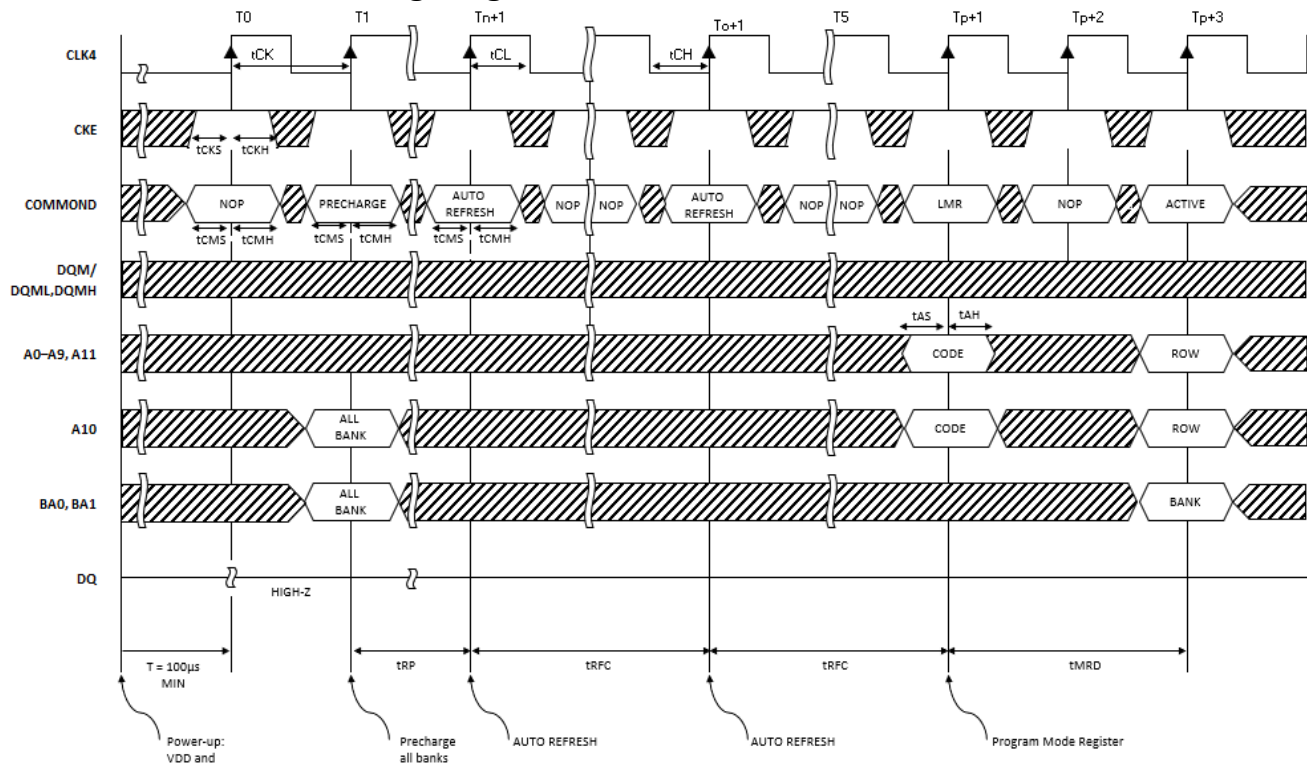 T0 T1 Tn+1 To+1 T5 Tp+1 Tp+2 Tp+3
CLK4 tCK tCL tCH
CKE
tCKS tCKH
COMMOND NOP PRECHARGE AUTO REFRESH NOP NOP AUTO REFRESH NOP NOP LMR NOP ACTIVE
tCMS tCMH tCMS tCMH tCMS tCMH
DQM/
DQML,DQMH
tAS tAH
A0–A9, A11 CODE ROW
A10 ALL BANK CODE ROW
BA0, BA1 ALL BANK BANK
DQ
HIGH-Z
T = 100μs MIN tRP tRFC tRFC tMRD
Power-up:
VDD and
Precharge
all banks
AUTO REFRESH
AUTO REFRESH
Program Mode Register